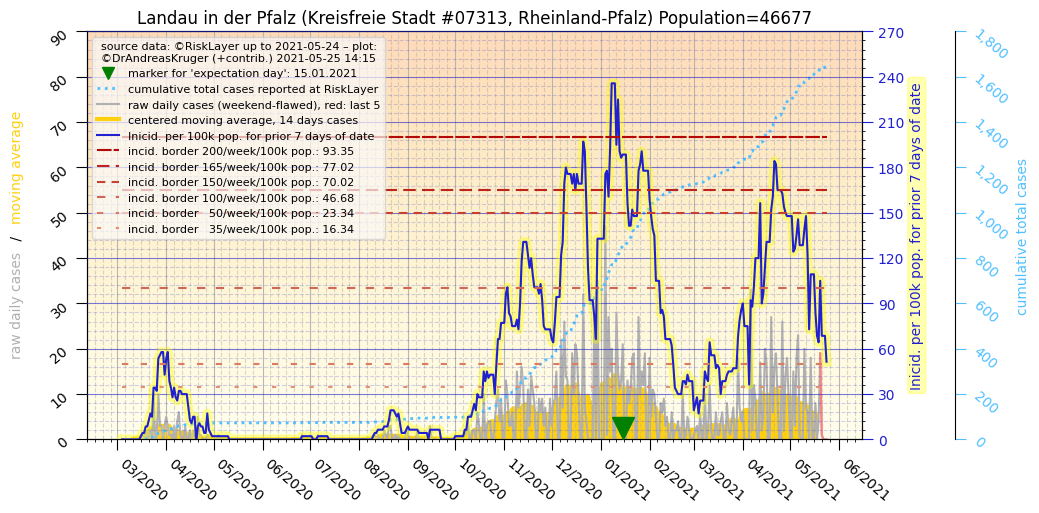 Landau in der Pfalz (Kreisfreie Stadt #07313, Rheinland-Pfalz) Population=46677
source data: ©RiskLayer up to 2021-05-24 – plot:
©DrAndreasKruger (+contrib.) 2021-05-25 14:15
marker for 'expectation day': 15.01.2021
cumulative total cases reported at RiskLayer
raw daily cases (weekend-flawed), red: last 5
centered moving average, 14 days cases
Inicid. per 100k pop. for prior 7 days of date
incid. border 200/week/100k pop.: 93.35
incid. border 165/week/100k pop.: 77.02
incid. border 150/week/100k pop.: 70.02
incid. border 100/week/100k pop.: 46.68
incid. border 50/week/100k pop.: 23.34
incid. border 35/week/100k pop.: 16.34
raw daily cases / moving average
90
80
70
60
50
40
30
20
10
0
03/2020
04/2020
05/2020
06/2020
07/2020
08/2020
09/2020
10/2020
11/2020
12/2020
01/2021
02/2021
03/2021
04/2021
05/2021
06/2021
270
240
210
180
150
120
90
60
30
0
Inicid. per 100k pop. for prior 7 days of date
1,800
1,600
1,400
1,200
1,000
800
600
400
200
0
cumulative total cases